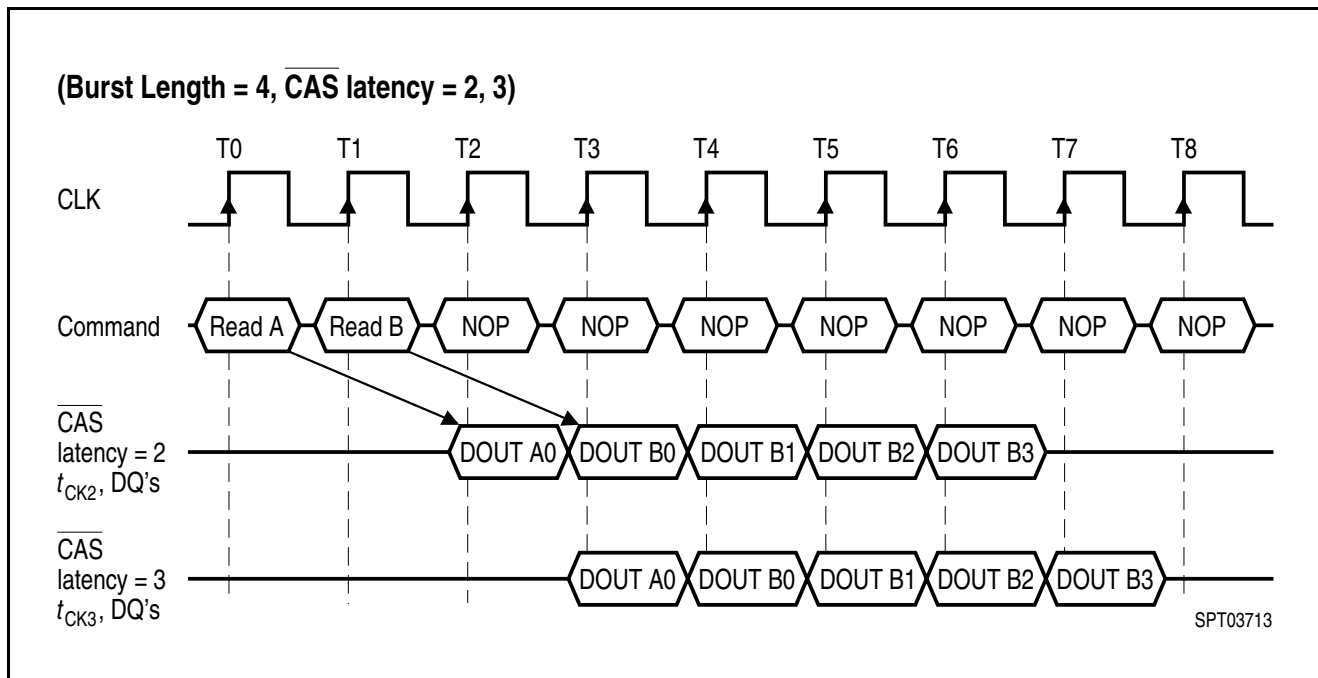 (Burst Length = 4, CAS latency = 2, 3)
T0 T1 T2 T3 T4 T5 T6 T7 T8
CLK
Command Read A Read B NOP NOP NOP NOP NOP NOP NOP
CAS
latency = 2
tCK2, DQ's
DOUT A0 DOUT B0 DOUT B1 DOUT B2 DOUT B3
CAS
latency = 3
tCK3, DQ's
DOUT A0 DOUT B0 DOUT B1 DOUT B2 DOUT B3
SPT03713